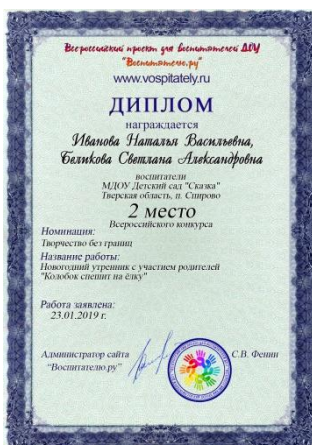 Всероссийский проект для воспитателей ДОУ
"Воспитателю.ру"
www.vospitately.ru
ДИПЛОМ
награждается
Иванова Наталья Васильевна,
Беликова Светлана Александровна
воспитатели
МДОУ Детский сад "Сказка"
Тверская область, п. Спирово
2 место
Всероссийского конкурса
Номинация:
Творчество без границ
Название работы:
Новогодний утренник с участием родителей
"Колобок спешит на ёлку"
Работа заявлена:
23.01.2019 г.
Администратор сайта
"Воспитателю.ру"
С.В. Фенин